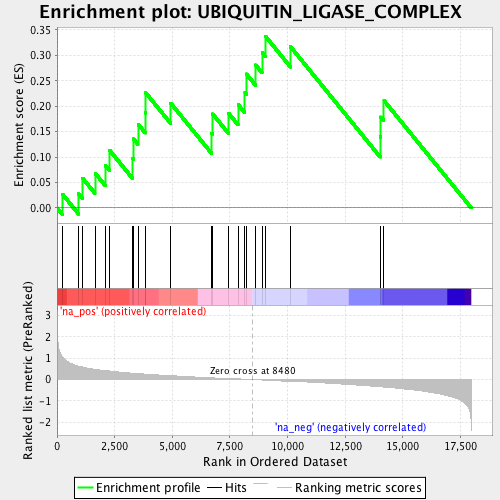 Enrichment plot: UBIQUITIN_LIGASE_COMPLEX
Enrichment score (ES)
0.35
0.30
0.25
0.20
0.15
0.10
0.05
0.00
'na_pos' (positively correlated)
Ranked list metric (PreRanked)
3
2
1
0
-1
-2
Zero cross at 8480
'na_neg' (negatively correlated)
0
2,500
5,000
7,500
10,000
12,500
15,000
17,500
Rank in Ordered Dataset
Enrichment profile
Hits
Ranking metric scores